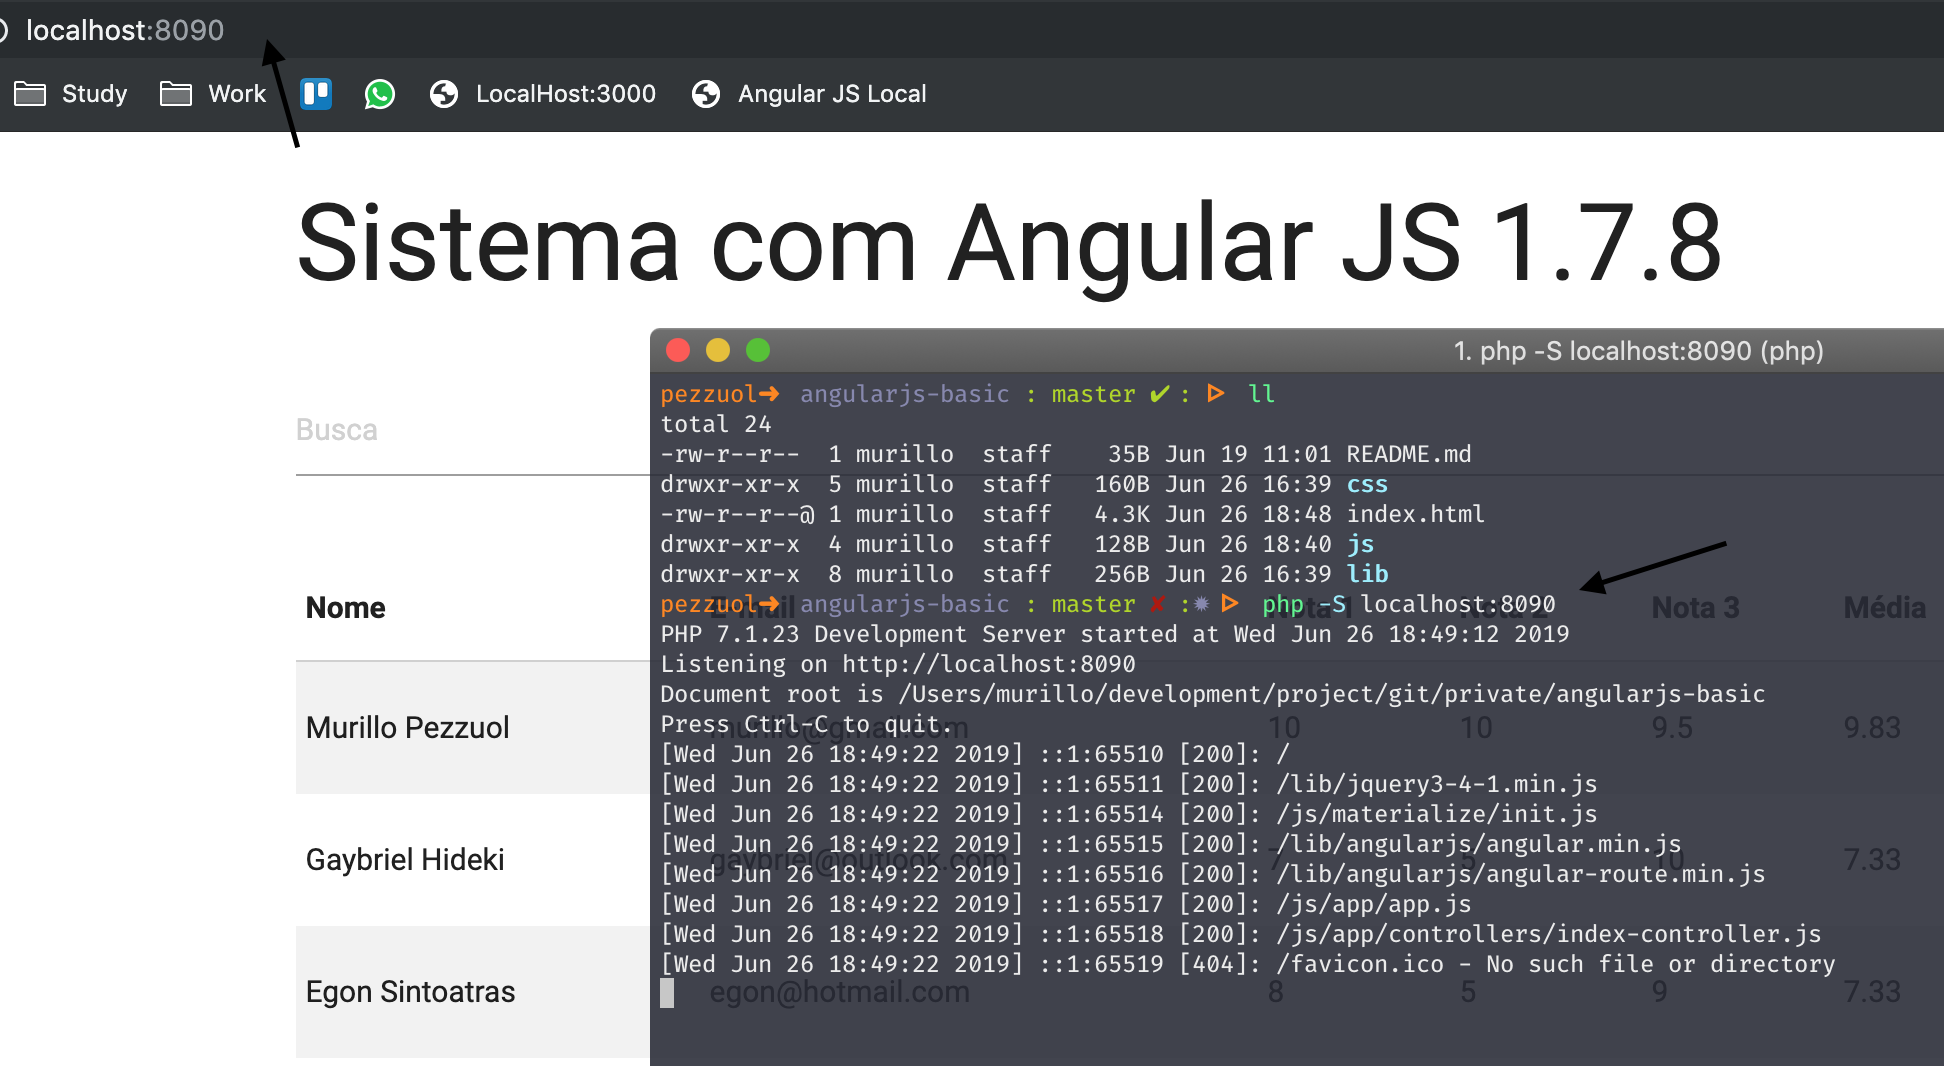 localhost:8090
Study Work LocalHost:3000 Angular JS Local
Sistema com Angular JS 1.7.8
Busca
Nome E-mail Nota 1 Nota 2 Nota 3 Média
Murillo Pezzuol murillo@gmail.com 10 10 9.5 9.83
Gaybriel Hideki gaybriel@outlook.com 7 5 10 7.33
Egon Sintoatras egon@hotmail.com 8 5 9 7.33
1. php -S localhost:8090 (php)
pezzuol➜ angularjs-basic : master ✔ : ᐅ ll
total 24
-rw-r--r-- 1 murillo staff 35B Jun 19 11:01 README.md
drwxr-xr-x 5 murillo staff 160B Jun 26 16:39 css
-rw-r--r--@ 1 murillo staff 4.3K Jun 26 18:48 index.html
drwxr-xr-x 4 murillo staff 128B Jun 26 18:40 js
drwxr-xr-x 8 murillo staff 256B Jun 26 16:39 lib
pezzuol➜ angularjs-basic : master ✘ :✹ ᐅ php -S localhost:8090
PHP 7.1.23 Development Server started at Wed Jun 26 18:49:12 2019
Listening on http://localhost:8090
Document root is /Users/murillo/development/project/git/private/angularjs-basic
Press Ctrl-C to quit.
[Wed Jun 26 18:49:22 2019] ::1:65510 [200]: /
[Wed Jun 26 18:49:22 2019] ::1:65511 [200]: /lib/jquery3-4-1.min.js
[Wed Jun 26 18:49:22 2019] ::1:65514 [200]: /js/materialize/init.js
[Wed Jun 26 18:49:22 2019] ::1:65515 [200]: /lib/angularjs/angular.min.js
[Wed Jun 26 18:49:22 2019] ::1:65516 [200]: /lib/angularjs/angular-route.min.js
[Wed Jun 26 18:49:22 2019] ::1:65517 [200]: /js/app/app.js
[Wed Jun 26 18:49:22 2019] ::1:65518 [200]: /js/app/controllers/index-controller.js
[Wed Jun 26 18:49:22 2019] ::1:65519 [404]: /favicon.ico - No such file or directory